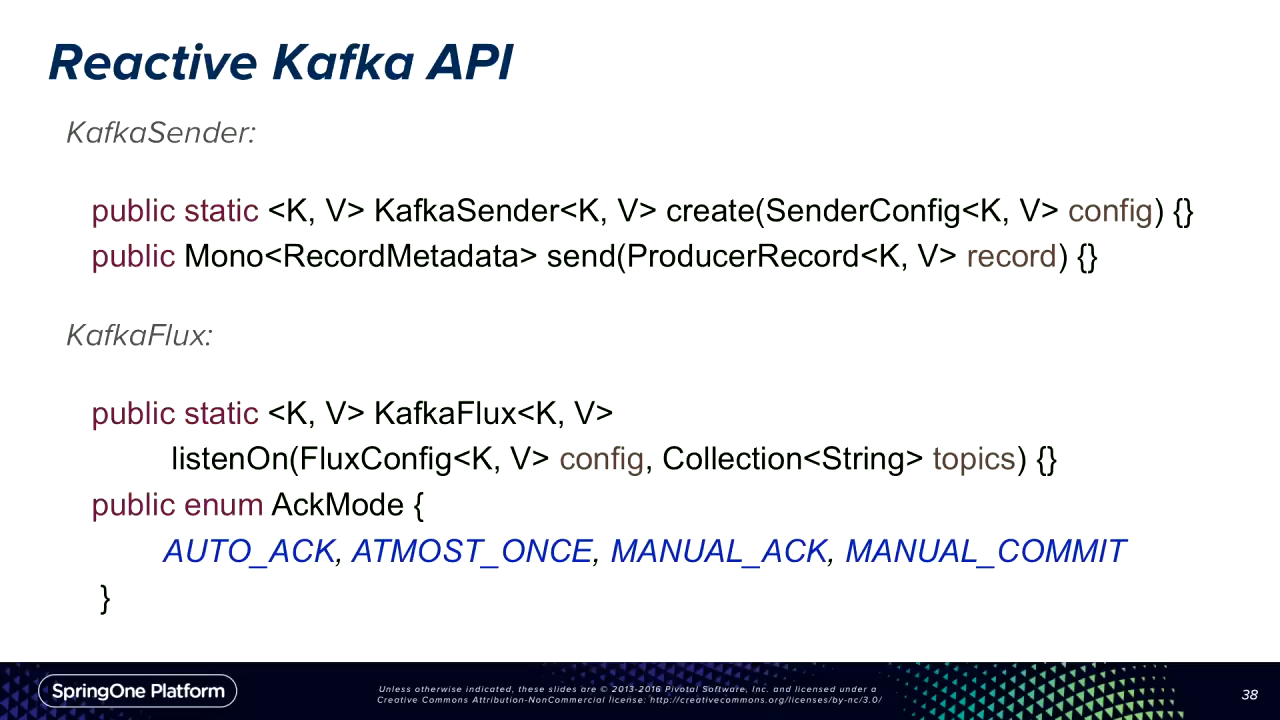 Reactive Kafka API
KafkaSender:
public static <K, V> KafkaSender<K, V> create(SenderConfig<K, V> config) {}
public Mono<RecordMetadata> send(ProducerRecord<K, V> record) {}
KafkaFlux:
public static <K, V> KafkaFlux<K, V>
listenOn(FluxConfig<K, V> config, Collection<String> topics) {}
public enum AckMode {
AUTO_ACK, ATMOST_ONCE, MANUAL_ACK, MANUAL_COMMIT
}
SpringOne Platform
Unless otherwise indicated, these slides are © 2013-2016 Pivotal Software, Inc. and licensed under a
Creative Commons Attribution-NonCommercial license: http://creativecommons.org/licenses/by-nc/3.0/
38